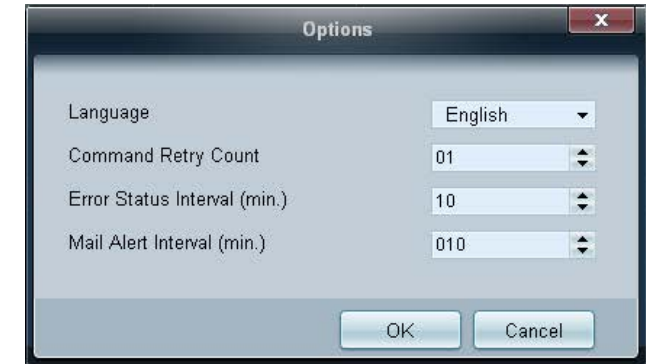 Options
Language English
Command Retry Count 01
Error Status Interval (min.) 10
Mail Alert Interval (min.) 010
OK Cancel